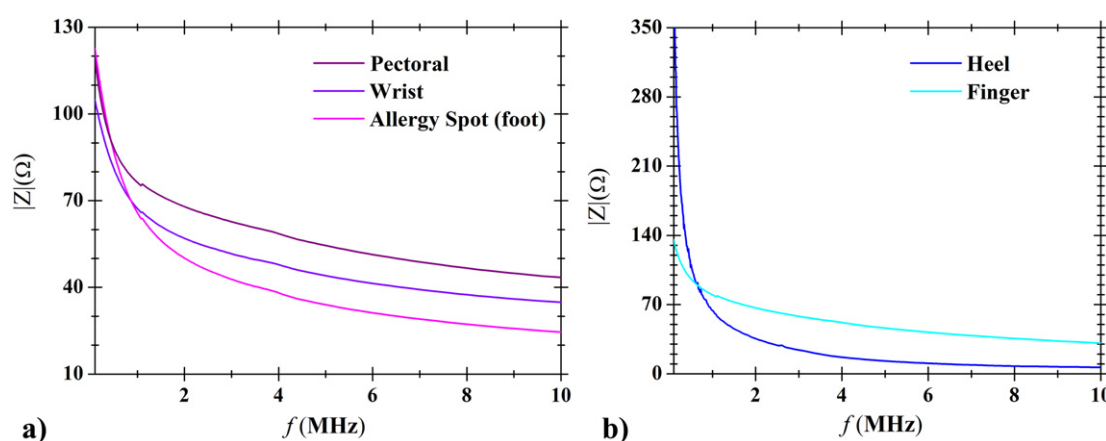 130
100
70
40
10
|Z|(Ω)
Pectoral
Wrist
Allergy Spot (foot)
2
4
6
8
10
f (MHz)
a)
350
280
210
140
70
0
|Z|(Ω)
Heel
Finger
2
4
6
8
10
f (MHz)
b)